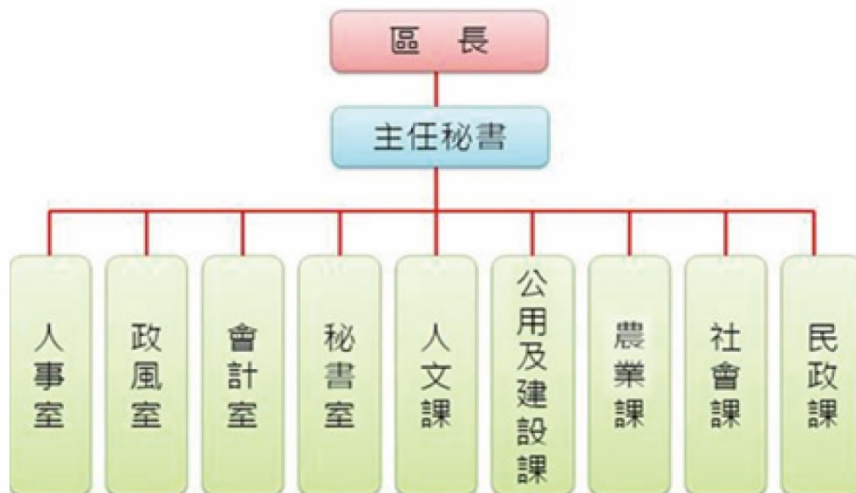 區 長
主任秘書
人事室
政風室
會計室
秘書室
人文課
公用及建設課
農業課
社會課
民政課